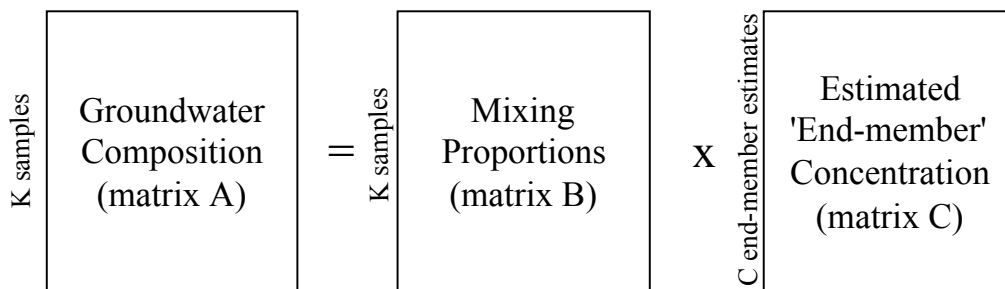 K samples
Groundwater
Composition
(matrix A)
=
K samples
Mixing
Proportions
(matrix B)
x
C end-member estimates
Estimated
'End-member'
Concentration
(matrix C)